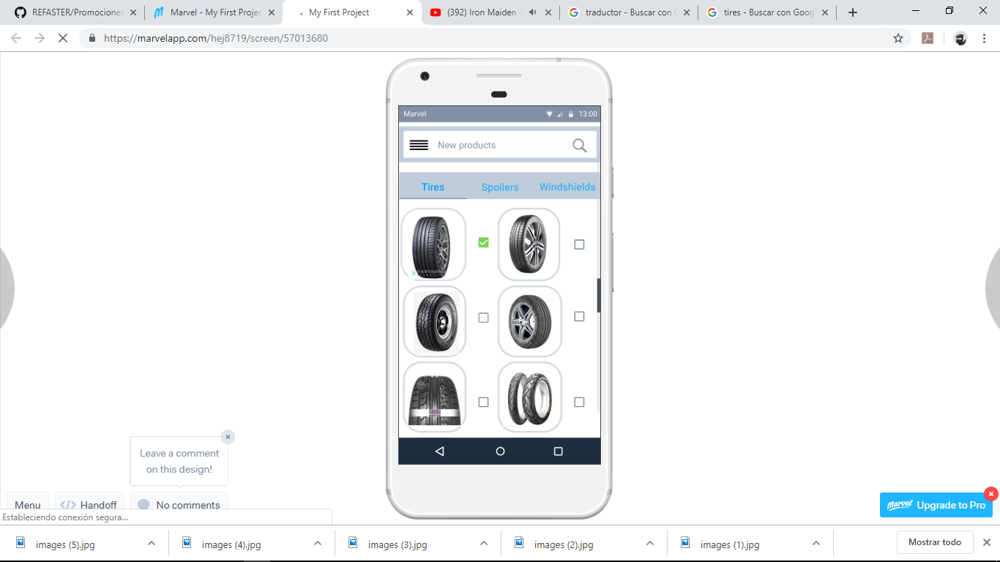 REFASTER/Promociones
Marvel - My First Projec
My First Project
(392) Iron Maiden -
traductor - Buscar con G
tires - Buscar con Goog
https://marvelapp.com/hej8719/screen/57013680
Marvel
13:00
New products
Tires
Spoilers
Windshields
Leave a comment
on this design!
Menu
Handoff
No comments
Marvel
Upgrade to Pro
Estableciendo conexión segura...
images (5).jpg
images (4).jpg
images (3).jpg
images (2).jpg
images (1).jpg
Mostrar todo